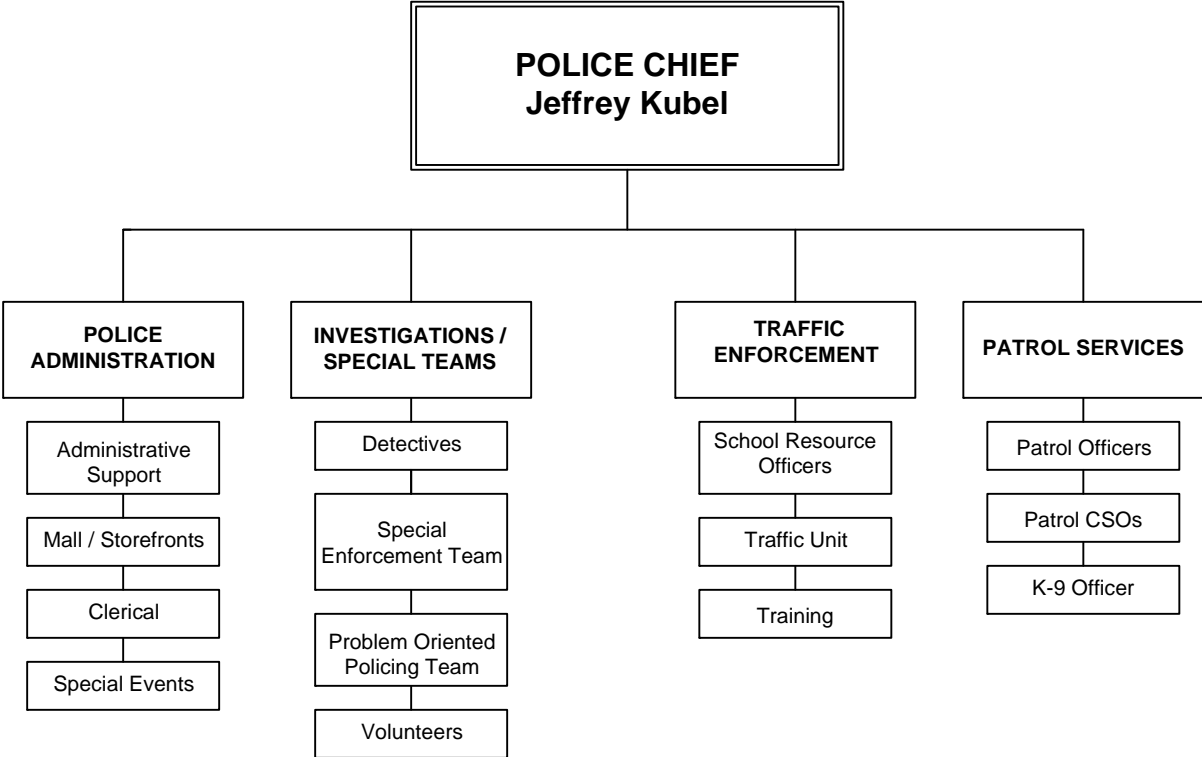 POLICE CHIEF
Jeffrey Kubel
POLICE
ADMINISTRATION
Administrative
Support
Mall / Storefronts
Clerical
Special Events
INVESTIGATIONS /
SPECIAL TEAMS
Detectives
Special
Enforcement Team
Problem Oriented
Policing Team
Volunteers
TRAFFIC
ENFORCEMENT
School Resource
Officers
Traffic Unit
Training
PATROL SERVICES
Patrol Officers
Patrol CSOs
K-9 Officer